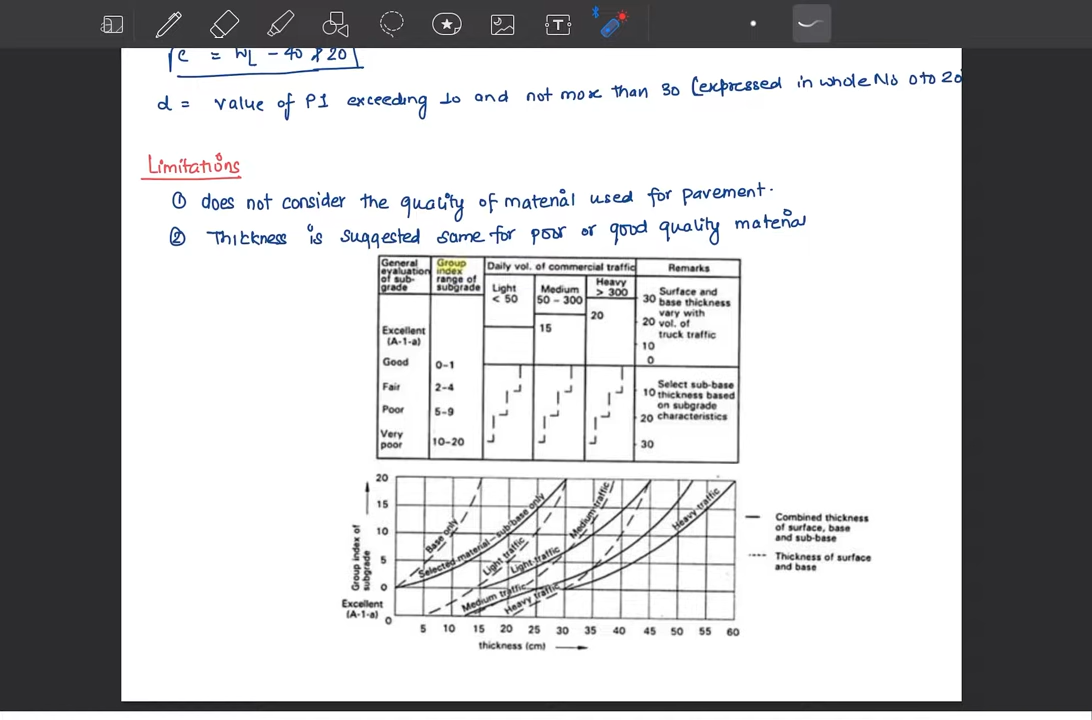 c = WL - 40 ≯ 20
d = value of PI exceeding 10 and not more than 30 (expressed in whole No 0 to 20
Limitations
① does not consider the quality of material used for pavement.
② Thickness is suggested same for poor or good quality material
General evaluation of sub-grade
Group index range of subgrade
Daily vol. of commercial traffic
Remarks
Light < 50
Medium 50 – 300
Heavy > 300
15
20
30
20
10
0
Surface and base thickness vary with vol. of truck traffic
Excellent (A-1-a)
Good 0-1
Fair 2-4
Poor 5-9
Very poor 10-20
10
20
30
Select sub-base thickness based on subgrade characteristics
20
15
10
5
0
Group index of subgrade
Excellent (A-1-a) 0
Base only
Selected material-sub-base only
Light traffic
Light-traffic
Medium-traffic
Heavy-traffic
Medium traffic
Heavy traffic
5 10 15 20 25 30 35 40 45 50 55 60
thickness (cm)
Combined thickness of surface, base and sub-base
Thickness of surface and base